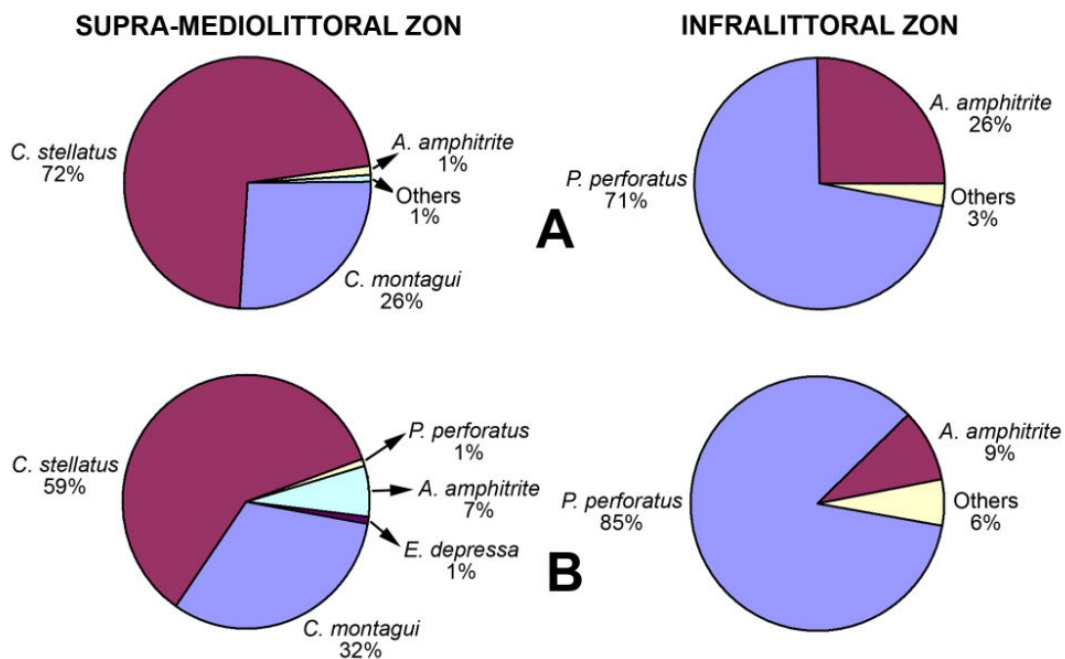 SUPRA-MEDIOLITTORAL ZON
INFRALITTORAL ZON
C. stellatus
72%
A. amphitrite
1%
Others
1%
C. montagui
26%
A
P. perforatus
71%
A. amphitrite
26%
Others
3%
C. stellatus
59%
P. perforatus
1%
A. amphitrite
7%
E. depressa
1%
C. montagui
32%
B
P. perforatus
85%
A. amphitrite
9%
Others
6%